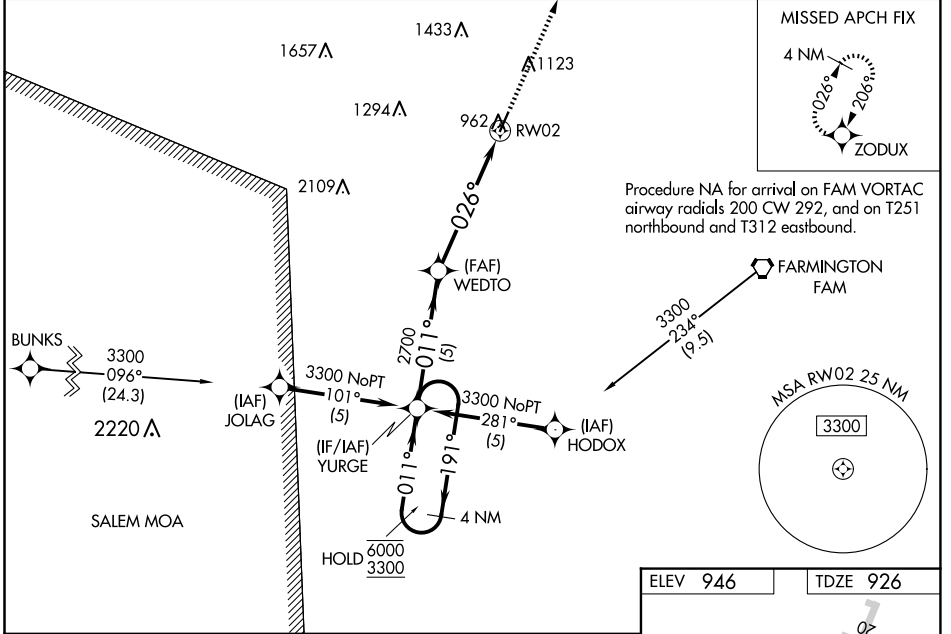 1433
1657
1123
1294
962
RW02
2109
026°
MISSED APCH FIX
4 NM
026°
206°
ZODUX
Procedure NA for arrival on FAM VORTAC
airway radials 200 CW 292, and on T251
northbound and T312 eastbound.
(FAF)
WEDTO
FARMINGTON
FAM
3300
234°
(9.5)
2700
011°
(5)
BUNKS
3300
096°
(24.3)
2220
(IAF)
JOLAG
3300 NoPT
101°
(5)
(IF/IAF)
YURGE
3300 NoPT
281°
(5)
(IAF)
HODOX
011°
191°
4 NM
HOLD
6000
3300
SALEM MOA
MSA RW02 25 NM
3300
ELEV 946
TDZE 926
02